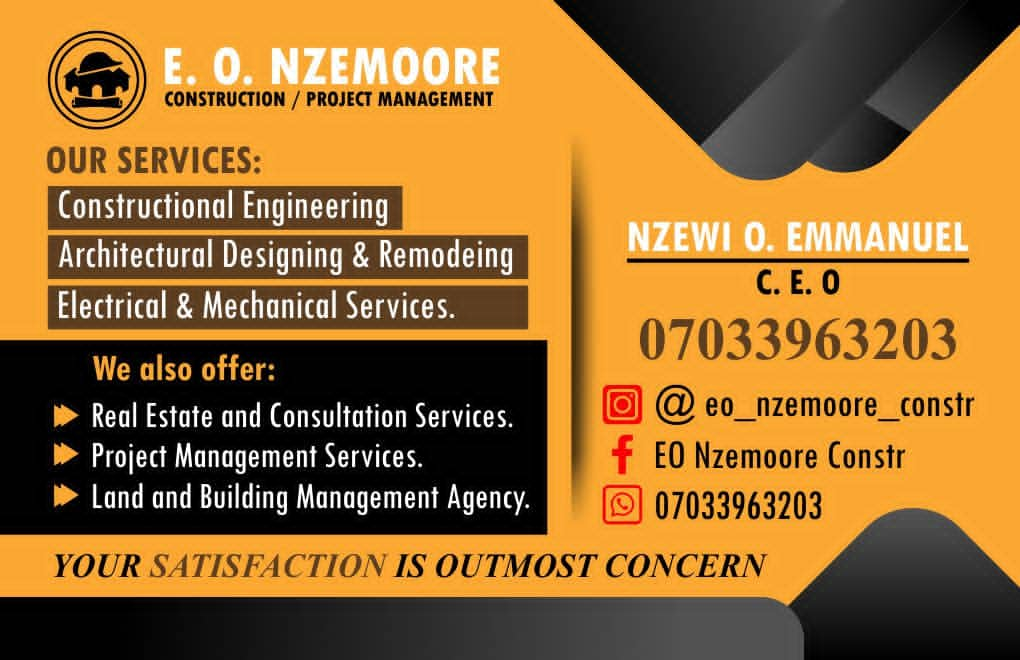 E. O. NZEMOORE
CONSTRUCTION / PROJECT MANAGEMENT
OUR SERVICES:
Constructional Engineering
Architectural Designing & Remodeing
Electrical & Mechanical Services.
We also offer:
Real Estate and Consultation Services.
Project Management Services.
Land and Building Management Agency.
NZEWI O. EMMANUEL
C. E. O
07033963203
@ eo_nzemoore_constr
EO Nzemoore Constr
07033963203
YOUR SATISFACTION IS OUTMOST CONCERN